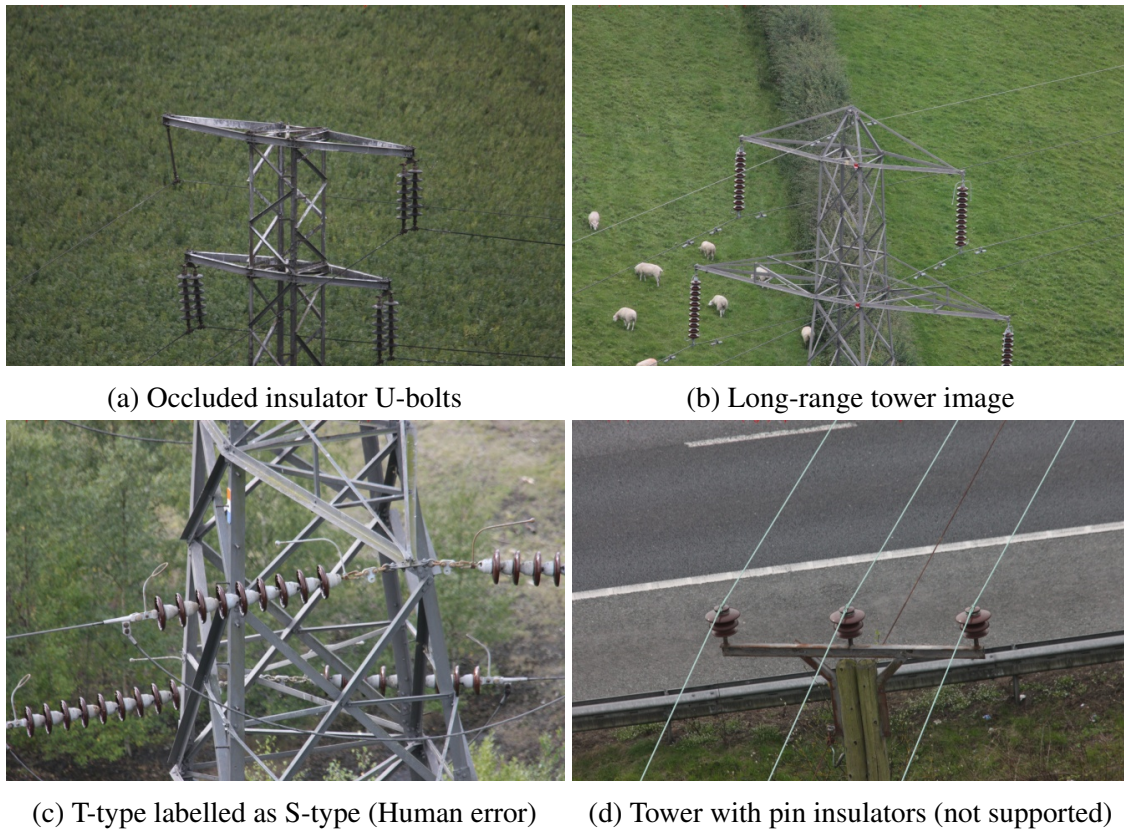 (a) Occluded insulator U-bolts
(b) Long-range tower image
(c) T-type labelled as S-type (Human error)
(d) Tower with pin insulators (not supported)